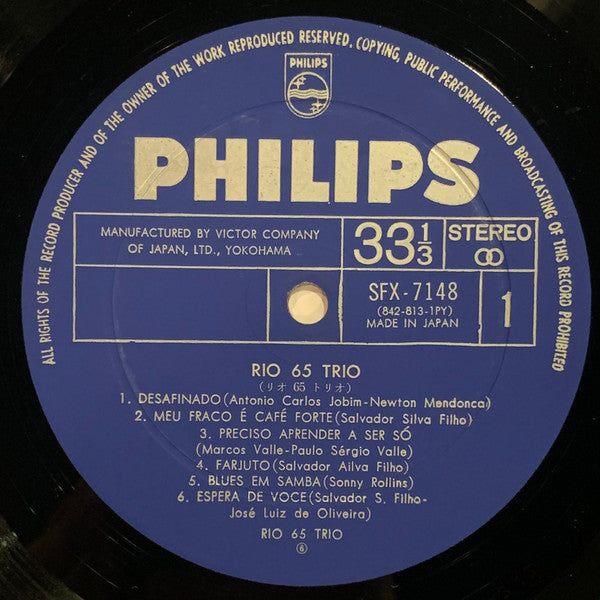 ALL RIGHTS OF THE RECORD PRODUCER AND OF THE OWNER OF THE WORK REPRODUCED RESERVED. COPYING, PUBLIC PERFORMANCE AND BROADCASTING OF THIS RECORD PROHIBITED
PHILIPS
PHILIPS
MANUFACTURED BY VICTOR COMPANY
OF JAPAN, LTD., YOKOHAMA
33 1/3
STEREO
SFX-7148
(842-813-1PY)
MADE IN JAPAN
1
RIO 65 TRIO
(リオ 65 トリオ)
1. DESAFINADO (Antonio Carlos Jobim-Newton Mendonca)
2. MEU FRACO É CAFÉ FORTE (Salvador Silva Filho)
3. PRECISO APRENDER A SER SÓ
(Marcos Valle-Paulo Sérgio Valle)
4. FARJUTO (Salvador Ailva Filho)
5. BLUES EM SAMBA (Sonny Rollins)
6. ESPERA DE VOCE (Salvador S. Filho-
José Luiz de Oliveira)
RIO 65 TRIO
⑥